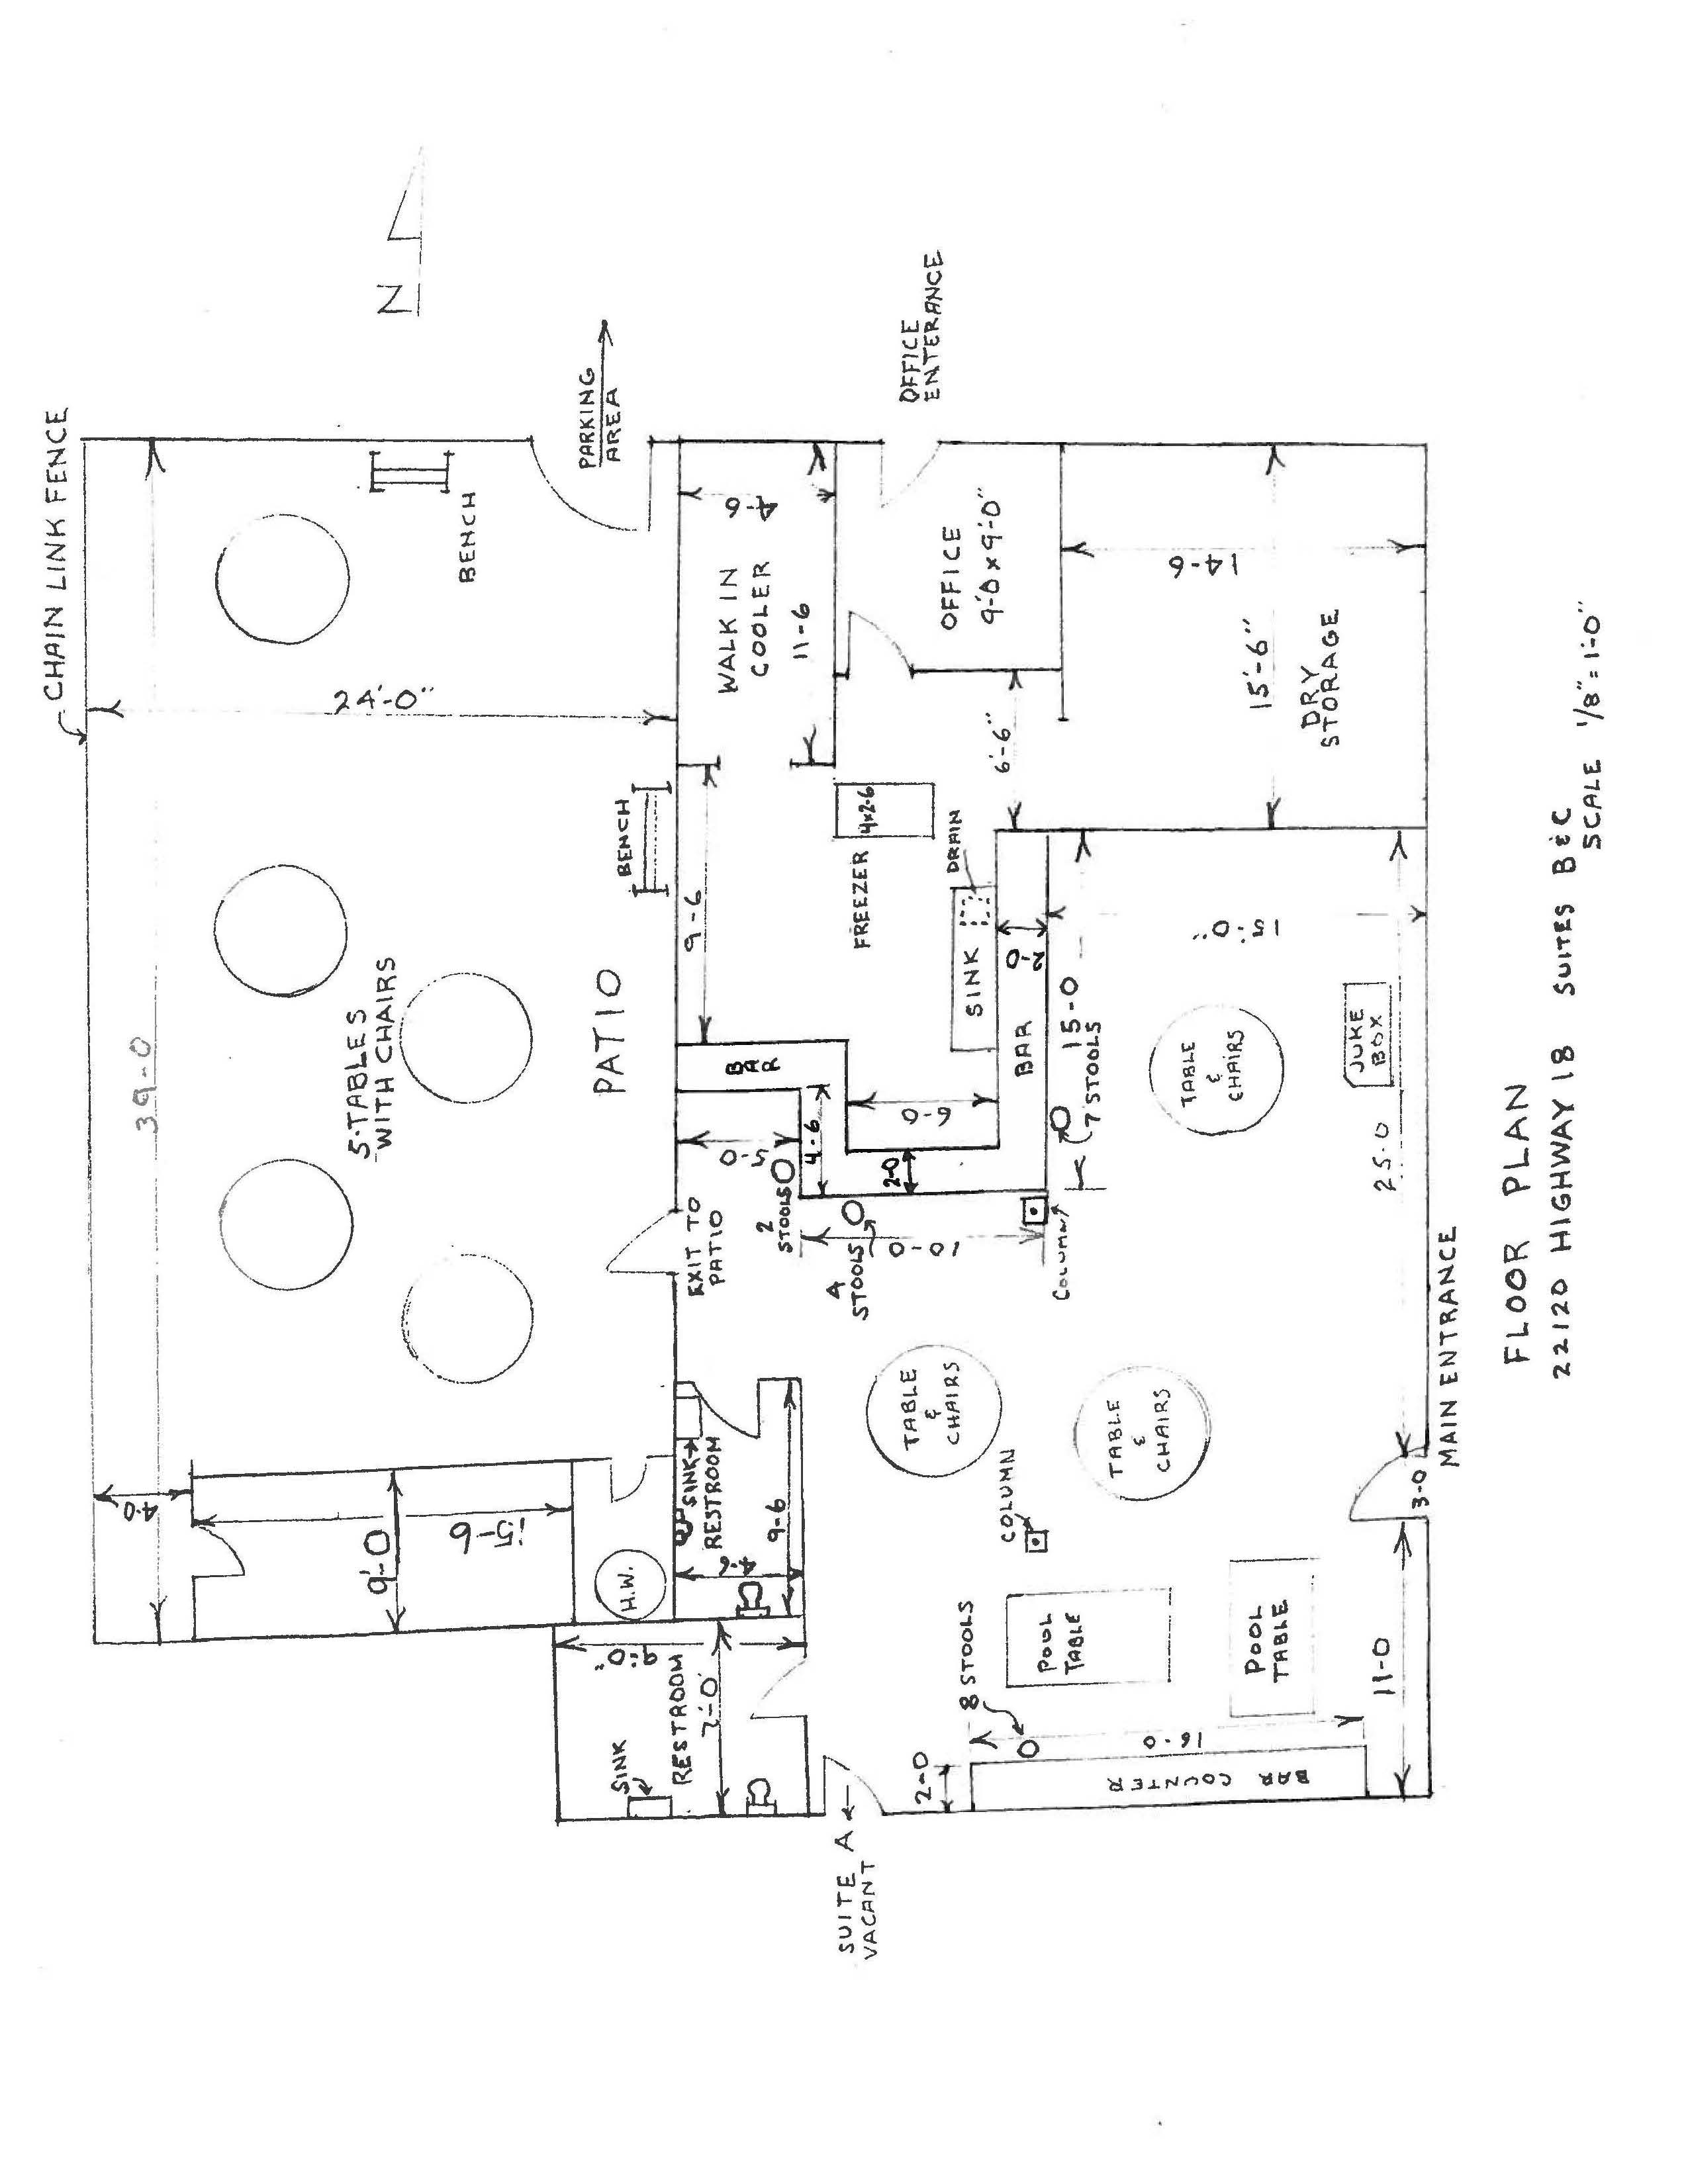 CHAIN LINK FENCE
39-0
24'-0"
BENCH
PARKING
AREA
N
5-TABLES
WITH CHAIRS
PATIO
BENCH
4-0
9'-0
15-6
H.W.
WALK IN
COOLER
11-6
4-6
OFFICE
ENTERANCE
OFFICE
9'-0 x 9'-0"
14-6
15'-6"
DRY
STORAGE
6'-6"
9-6
FREEZER
4x2-6
DRAIN
SINK
BAR
2-0
BAR
6-0
5-0
4-6
2-0
2
STOOLS
EXIT TO
PATIO
4
STOOLS
10-0
COLUMN
15-0
7 STOOLS
15'-0"
TABLE
&
CHAIRS
JUKE
BOX
25-0
SINK
RESTROOM
9-6
4-6
TABLE
&
CHAIRS
TABLE
&
CHAIRS
COLUMN
9'-0"
SINK
RESTROOM
7'-0"
8 STOOLS
POOL
TABLE
POOL
TABLE
16-0
2-0
BAR COUNTER
11-0
3-0
SUITE A
VACANT
MAIN ENTRANCE
FLOOR PLAN
22120 HIGHWAY 18 SUITES B & C
SCALE 1/8"=1'-0"